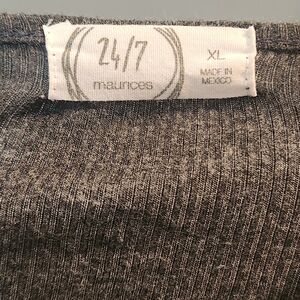 24/7
maurices
XL
MADE IN
MEXICO